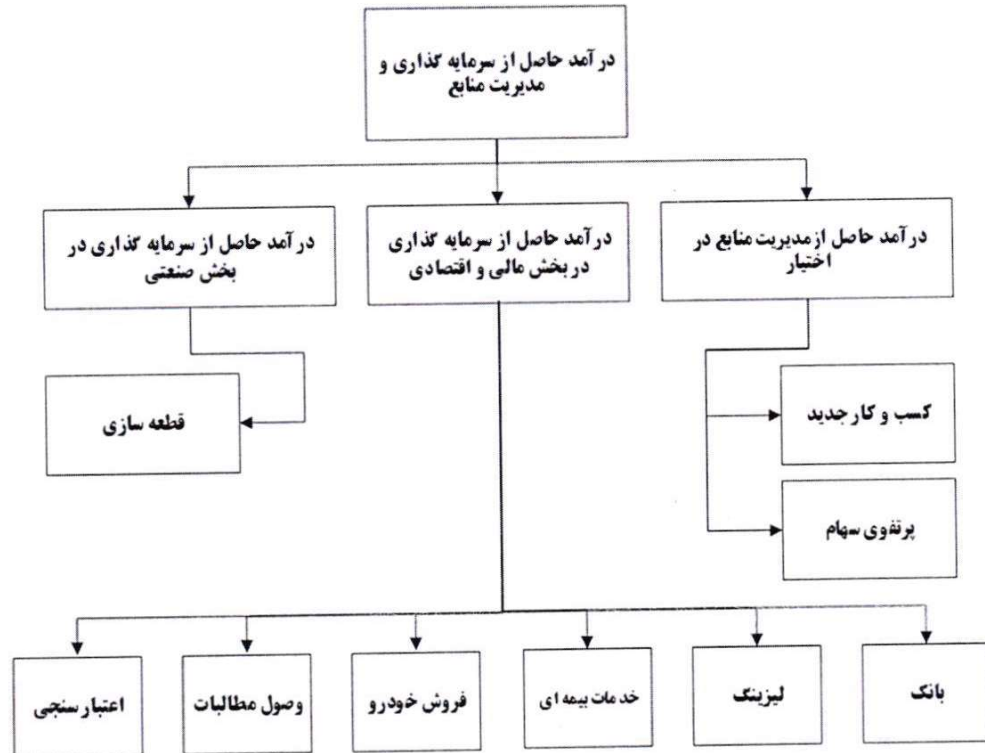 درآمد حاصل از سرمایه گذاری و
مدیریت منابع
درآمد حاصل از مدیریت منابع در
اختیار
درآمد حاصل از سرمایه گذاری
در بخش مالی و اقتصادی
درآمد حاصل از سرمایه گذاری در
بخش صنعتی
کسب و کار جدید
پرتفوی سهام
قطعه سازی
بانک
لیزینگ
خدمات بیمه ای
فروش خودرو
وصول مطالبات
اعتبار سنجی